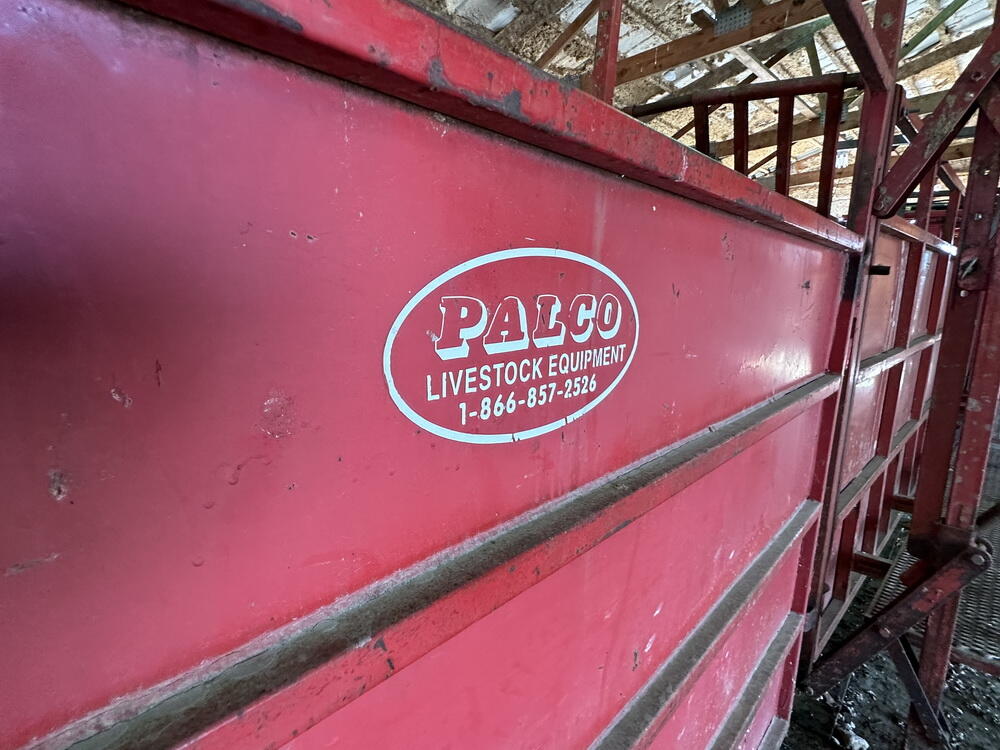 PALCO
LIVESTOCK EQUIPMENT
1-866-857-2526